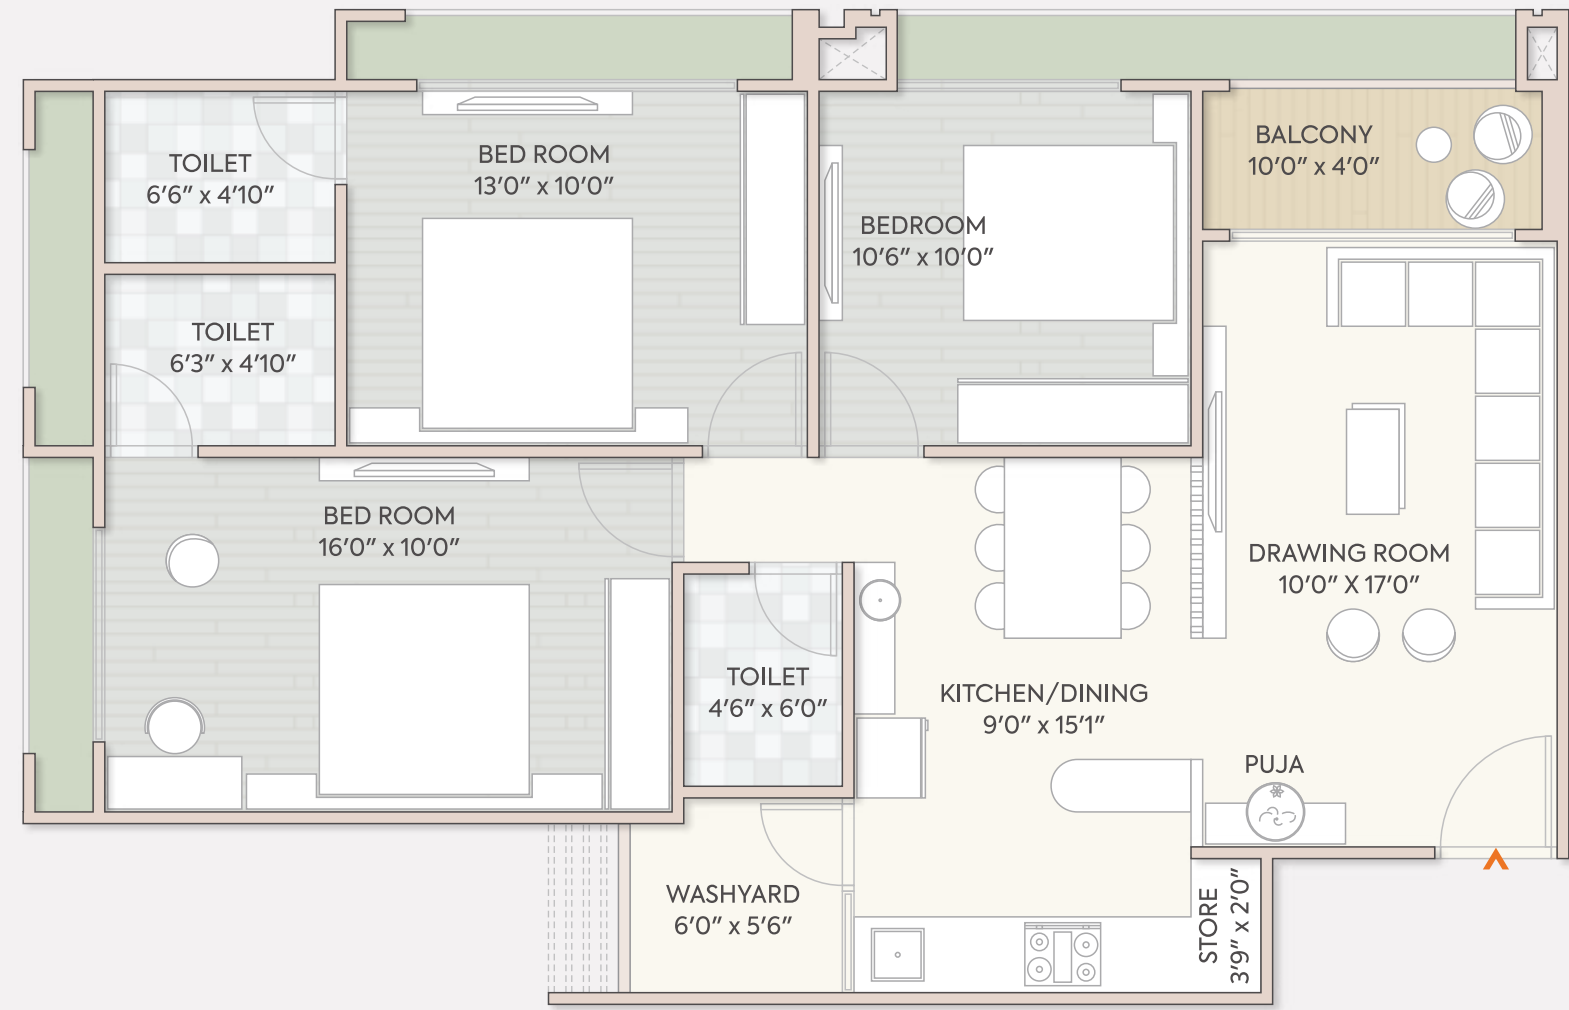 TOILET
6'6" x 4'10"
BED ROOM
13'0" x 10'0"
BEDROOM
10'6" x 10'0"
BALCONY
10'0" x 4'0"
TOILET
6'3" x 4'10"
BED ROOM
16'0" x 10'0"
DRAWING ROOM
10'0" X 17'0"
TOILET
4'6" x 6'0"
KITCHEN/DINING
9'0" x 15'1"
PUJA
WASHYARD
6'0" x 5'6"
STORE
3'9" x 2'0"